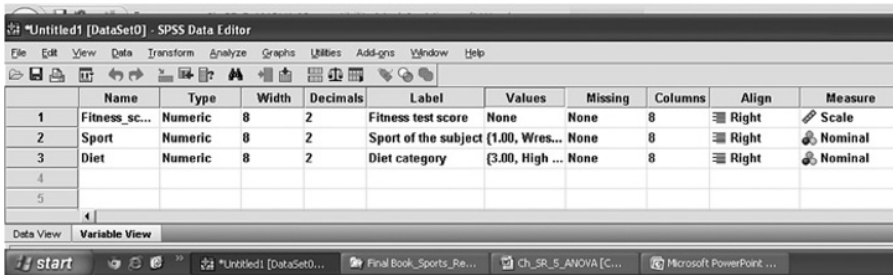 *Untitled1 [DataSet0] - SPSS Data Editor
File Edit View Data Transform Analyze Graphs Utilities Add-ons Window Help
Name Type Width Decimals Label Values Missing Columns Align Measure
1 Fitness_sc... Numeric 8 2 Fitness test score None None 8 Right Scale
2 Sport Numeric 8 2 Sport of the subject {1.00, Wres... None 8 Right Nominal
3 Diet Numeric 8 2 Diet category {3.00, High ... None 8 Right Nominal
4
5
Data View Variable View
start *Untitled1 [DataSet0... Final Book_Sports_Re... Ch_SR_5_ANOVA [C... Microsoft PowerPoint ...